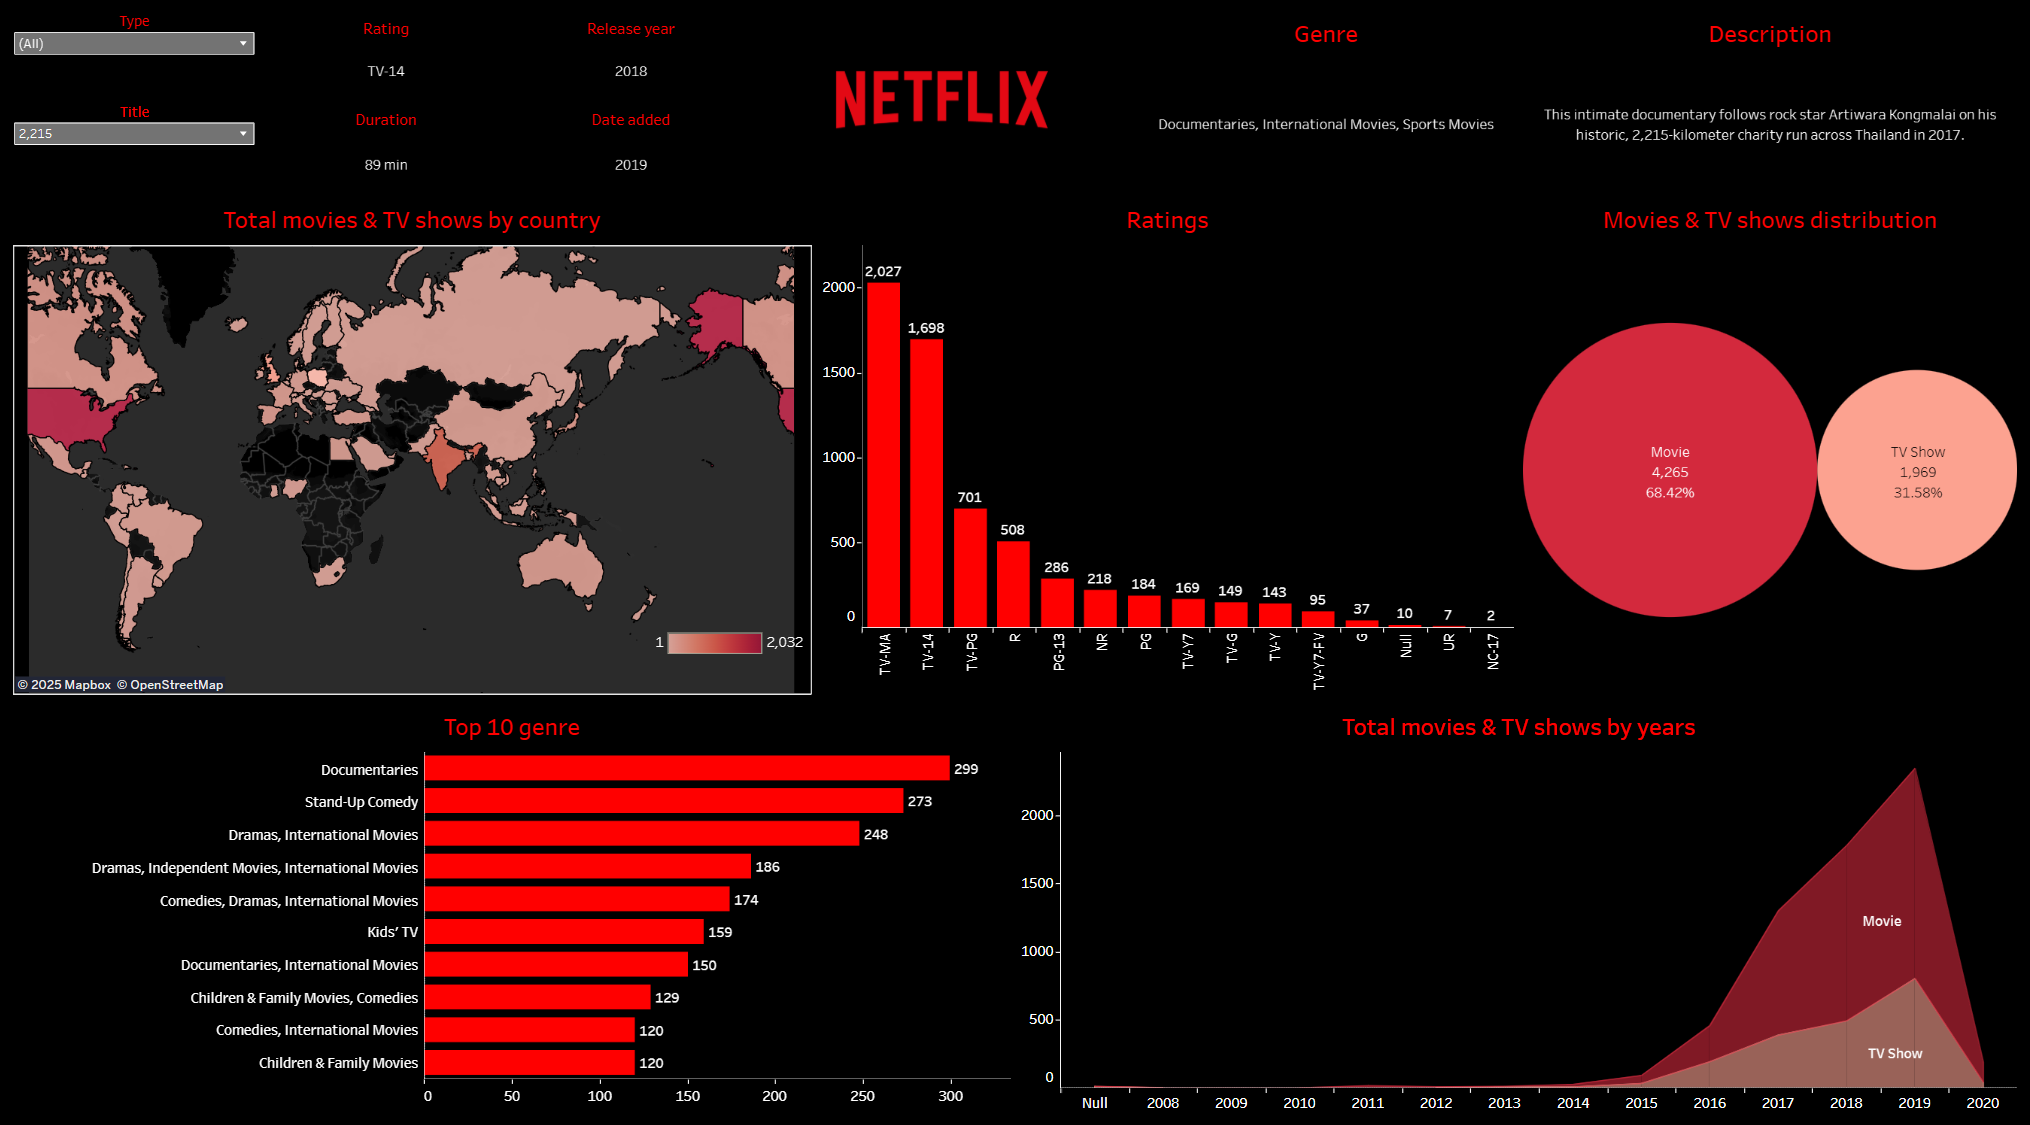 Type
(All)
Title
2,215
Rating
TV-14
Duration
89 min
Release year
2018
Date added
2019
NETFLIX
Genre
Documentaries, International Movies, Sports Movies
Description
This intimate documentary follows rock star Artiwara Kongmalai on his
historic, 2,215-kilometer charity run across Thailand in 2017.
Total movies & TV shows by country
1
2,032
© 2025 Mapbox © OpenStreetMap
Ratings
2000
1500
1000
500
0
2,027
1,698
701
508
286
218
184
169
149
143
95
37
10
7
2
TV-MA
TV-14
TV-PG
R
PG-13
NR
PG
TV-Y7
TV-G
TV-Y
TV-Y7-FV
G
Null
UR
NC-17
Movies & TV shows distribution
Movie
4,265
68.42%
TV Show
1,969
31.58%
Top 10 genre
Documentaries 299
Stand-Up Comedy 273
Dramas, International Movies 248
Dramas, Independent Movies, International Movies 186
Comedies, Dramas, International Movies 174
Kids’ TV 159
Documentaries, International Movies 150
Children & Family Movies, Comedies 129
Comedies, International Movies 120
Children & Family Movies 120
0 50 100 150 200 250 300
Total movies & TV shows by years
2000
1500
1000
500
0
Movie
TV Show
Null 2008 2009 2010 2011 2012 2013 2014 2015 2016 2017 2018 2019 2020